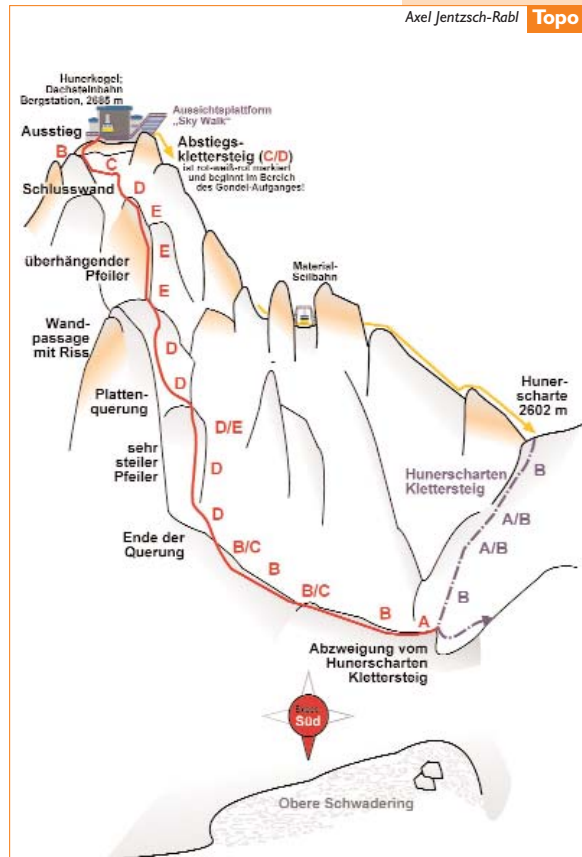 Axel Jentzsch-Rabl Topo
Hunerkogel;
Dachsteinbahn
Bergstation, 2685 m
Aussichtsplattform
„Sky Walk“
Ausstieg
Abstiegs-
klettersteig (C/D)
ist rot-weiß-rot markiert
und beginnt im Bereich
des Gondel-Aufganges!
B
C
Schlusswand
D
E
überhängender
Pfeiler
E
E
Material-
Seilbahn
Wand-
passage
mit Riss
D
D
Platten-
querung
Huner-
scharte
2602 m
D/E
sehr
steiler
Pfeiler
D
Hunerscharten
Klettersteig
B
D
A/B
Ende der
Querung
B/C
A/B
B
B/C
B
B
A
Abzweigung vom
Hunerscharten
Klettersteig
Süd
Obere Schwadering